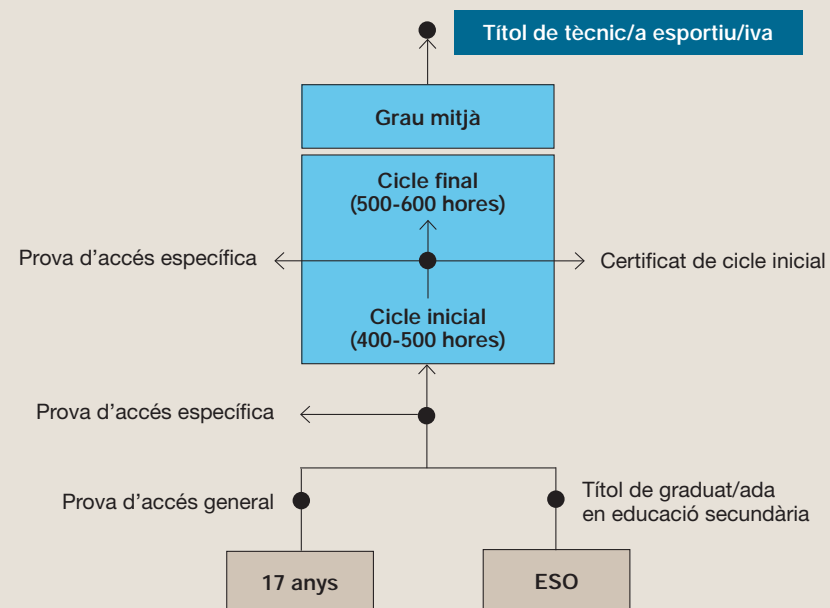 Títol de tècnic/a esportiu/iva
Grau mitjà
Cicle final
(500-600 hores)
Prova d’accés específica
Certificat de cicle inicial
Cicle inicial
(400-500 hores)
Prova d’accés específica
Prova d’accés general
Títol de graduat/ada
en educació secundària
17 anys
ESO